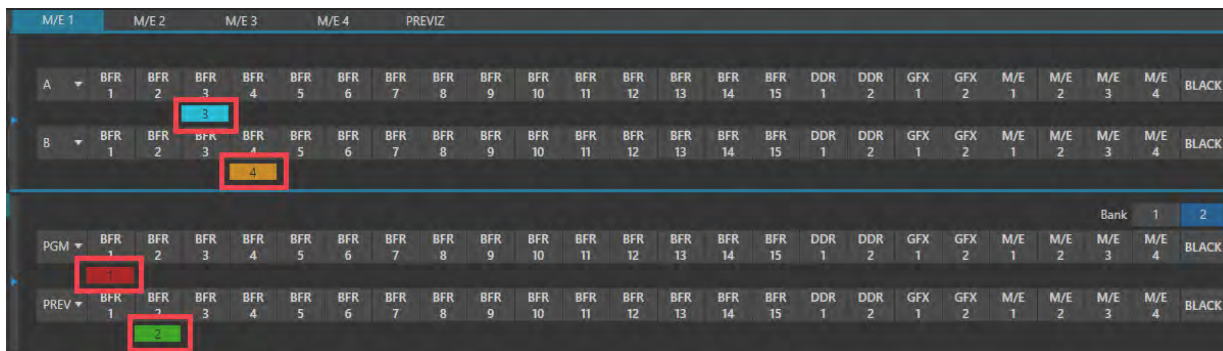 M/E 1 M/E 2 M/E 3 M/E 4 PREVIZ
A BFR 1 BFR 2 BFR 3 BFR 4 BFR 5 BFR 6 BFR 7 BFR 8 BFR 9 BFR 10 BFR 11 BFR 12 BFR 13 BFR 14 BFR 15 DDR 1 DDR 2 GFX 1 GFX 2 M/E 1 M/E 2 M/E 3 M/E 4 BLACK
3
B BFR 1 BFR 2 BFR 3 BFR 4 BFR 5 BFR 6 BFR 7 BFR 8 BFR 9 BFR 10 BFR 11 BFR 12 BFR 13 BFR 14 BFR 15 DDR 1 DDR 2 GFX 1 GFX 2 M/E 1 M/E 2 M/E 3 M/E 4 BLACK
4
Bank 1 2
PGM BFR 1 BFR 2 BFR 3 BFR 4 BFR 5 BFR 6 BFR 7 BFR 8 BFR 9 BFR 10 BFR 11 BFR 12 BFR 13 BFR 14 BFR 15 DDR 1 DDR 2 GFX 1 GFX 2 M/E 1 M/E 2 M/E 3 M/E 4 BLACK
1
PREV BFR 1 BFR 2 BFR 3 BFR 4 BFR 5 BFR 6 BFR 7 BFR 8 BFR 9 BFR 10 BFR 11 BFR 12 BFR 13 BFR 14 BFR 15 DDR 1 DDR 2 GFX 1 GFX 2 M/E 1 M/E 2 M/E 3 M/E 4 BLACK
2